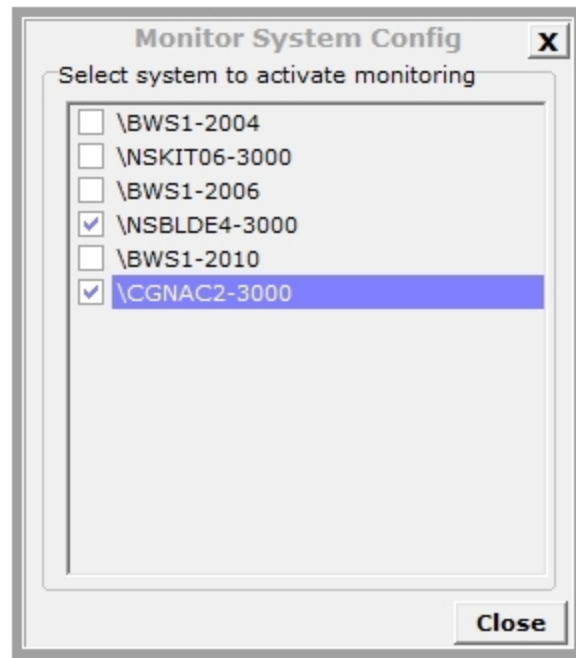 Monitor System Config
X
Select system to activate monitoring
\BWS1-2004
\NSKIT06-3000
\BWS1-2006
\NSBLDE4-3000
\BWS1-2010
\CGNAC2-3000
Close